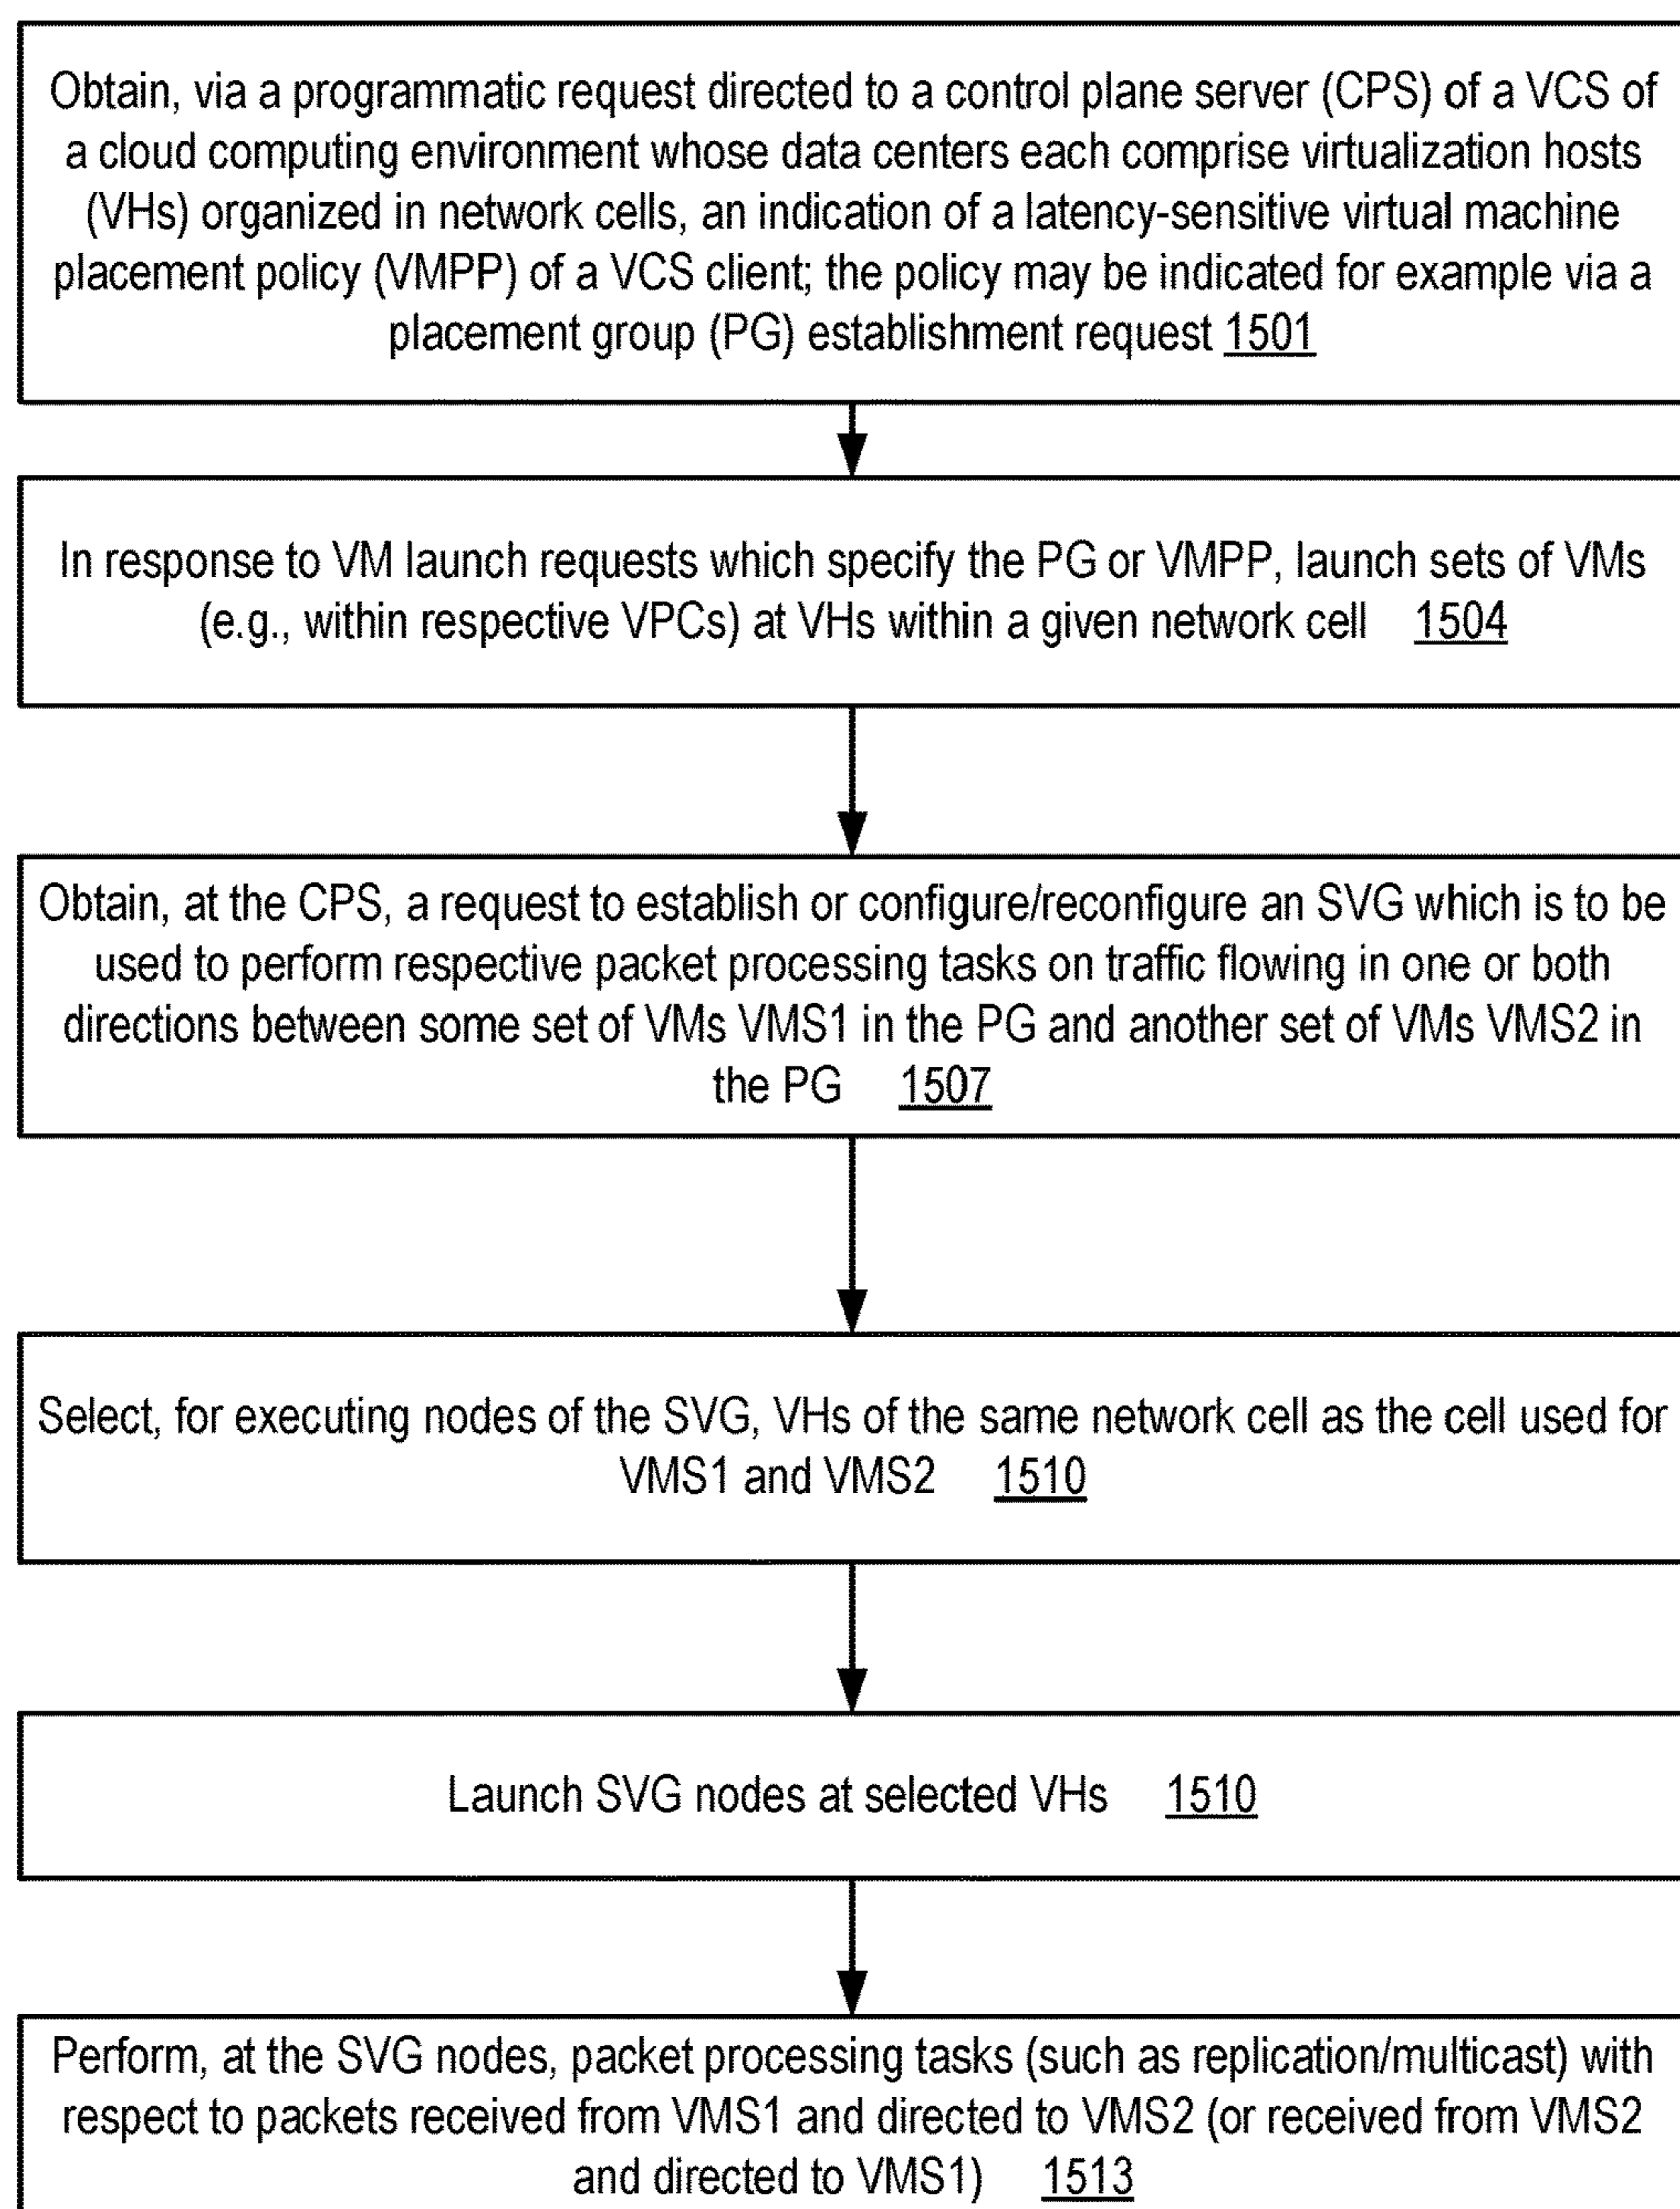 Obtain, via a programmatic request directed to a control plane server (CPS) of a VCS of
a cloud computing environment whose data centers each comprise virtualization hosts
(VHs) organized in network cells, an indication of a latency-sensitive virtual machine
placement policy (VMPP) of a VCS client; the policy may be indicated for example via a
placement group (PG) establishment request 1501
In response to VM launch requests which specify the PG or VMPP, launch sets of VMs
(e.g., within respective VPCs) at VHs within a given network cell 1504
Obtain, at the CPS, a request to establish or configure/reconfigure an SVG which is to be
used to perform respective packet processing tasks on traffic flowing in one or both
directions between some set of VMs VMS1 in the PG and another set of VMs VMS2 in
the PG 1507
Select, for executing nodes of the SVG, VHs of the same network cell as the cell used for
VMS1 and VMS2 1510
Launch SVG nodes at selected VHs 1510
Perform, at the SVG nodes, packet processing tasks (such as replication/multicast) with
respect to packets received from VMS1 and directed to VMS2 (or received from VMS2
and directed to VMS1) 1513